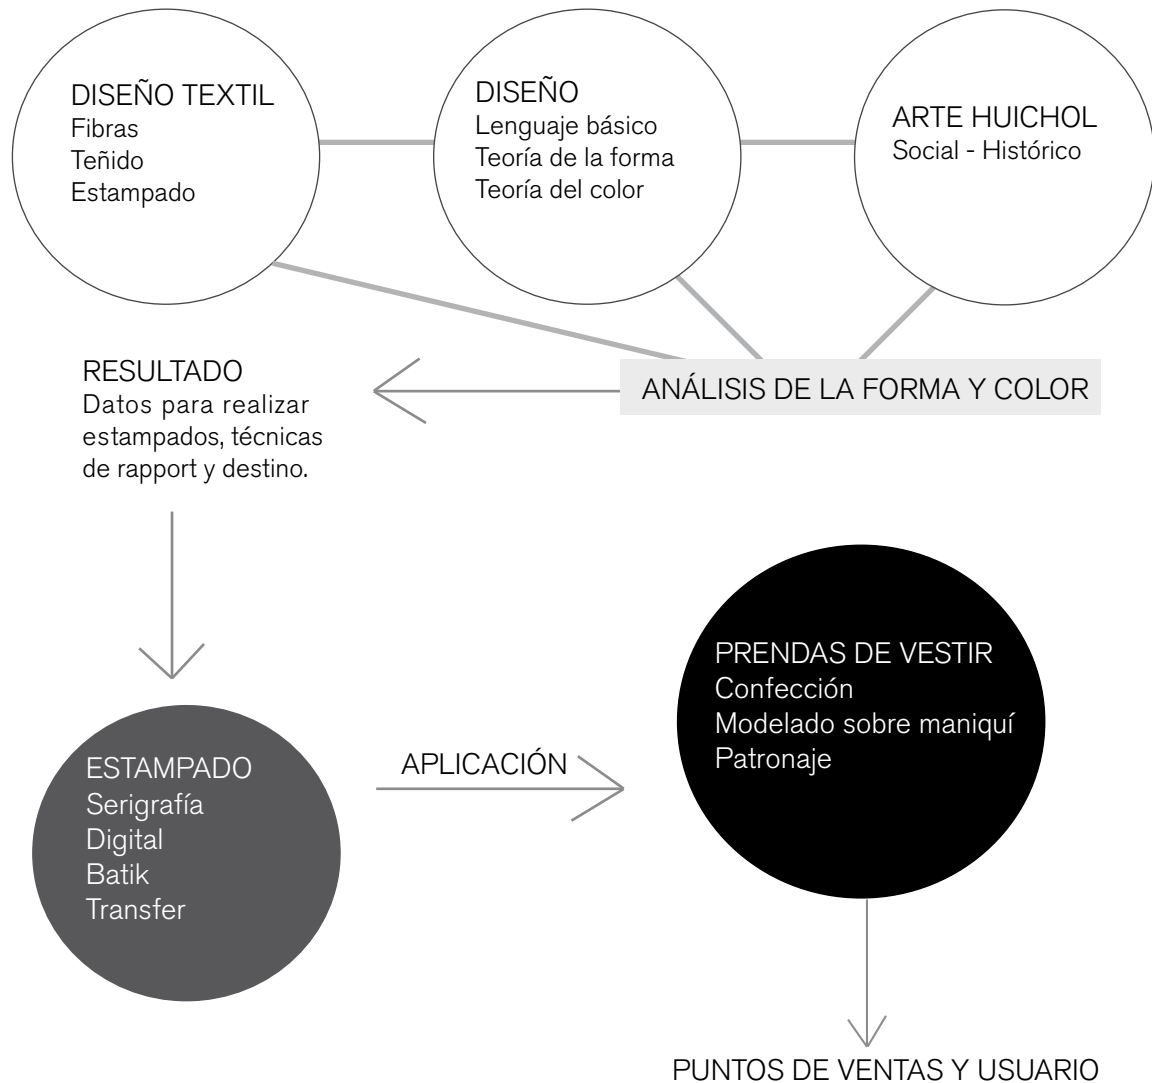 DISEÑO TEXTIL
Fibras
Teñido
Estampado
DISEÑO
Lenguaje básico
Teoría de la forma
Teoría del color
ARTE HUICHOL
Social - Histórico
ANÁLISIS DE LA FORMA Y COLOR
RESULTADO
Datos para realizar
estampados, técnicas
de rapport y destino.
ESTAMPADO
Serigrafía
Digital
Batik
Transfer
APLICACIÓN
PRENDAS DE VESTIR
Confección
Modelado sobre maniquí
Patronaje
PUNTOS DE VENTAS Y USUARIO